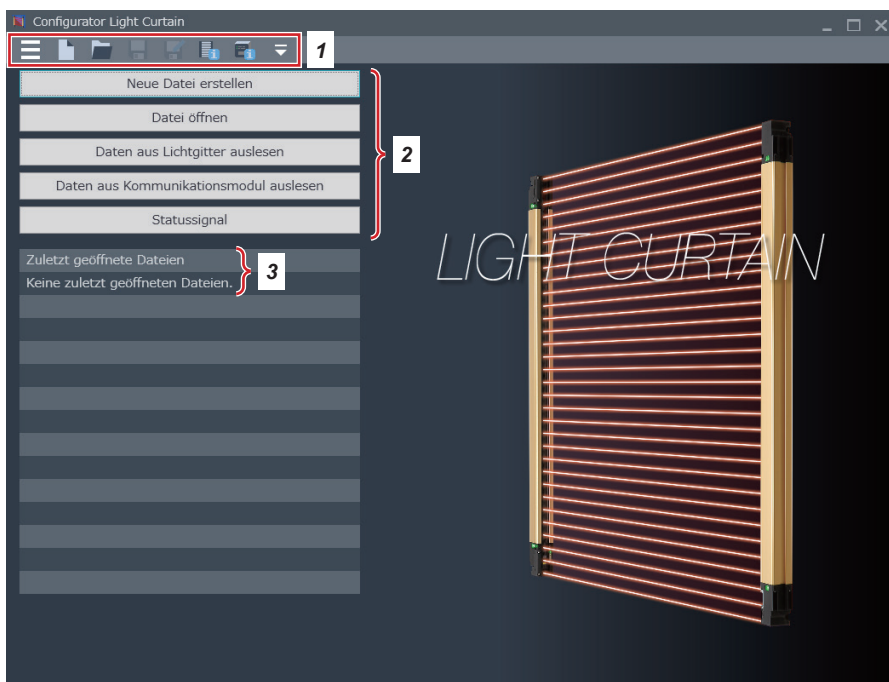 Configurator Light Curtain
1
Neue Datei erstellen
Datei öffnen
Daten aus Lichtgitter auslesen
Daten aus Kommunikationsmodul auslesen
Statussignal
2
Zuletzt geöffnete Dateien
Keine zuletzt geöffneten Dateien.
3
LIGHT CURTAIN